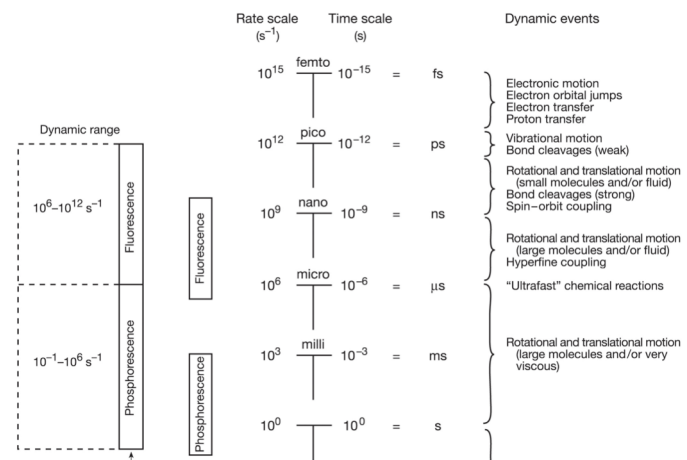 Rate scale Time scale Dynamic events
(s⁻¹) (s)
femto
10¹⁵ 10⁻¹⁵ = fs
Electronic motion
Electron orbital jumps
Electron transfer
Proton transfer
Dynamic range
pico
10¹² 10⁻¹² = ps
Vibrational motion
Bond cleavages (weak)
Rotational and translational motion
(small molecules and/or fluid)
Bond cleavages (strong)
Spin–orbit coupling
10⁶–10¹² s⁻¹
Fluorescence
Fluorescence
nano
10⁹ 10⁻⁹ = ns
Rotational and translational motion
(large molecules and/or fluid)
Hyperfine coupling
micro
10⁶ 10⁻⁶ = μs
"Ultrafast" chemical reactions
milli
10³ 10⁻³ = ms
Rotational and translational motion
(large molecules and/or very
viscous)
10⁻¹–10⁶ s⁻¹
Phosphorescence
Phosphorescence
10⁰ 10⁰ = s